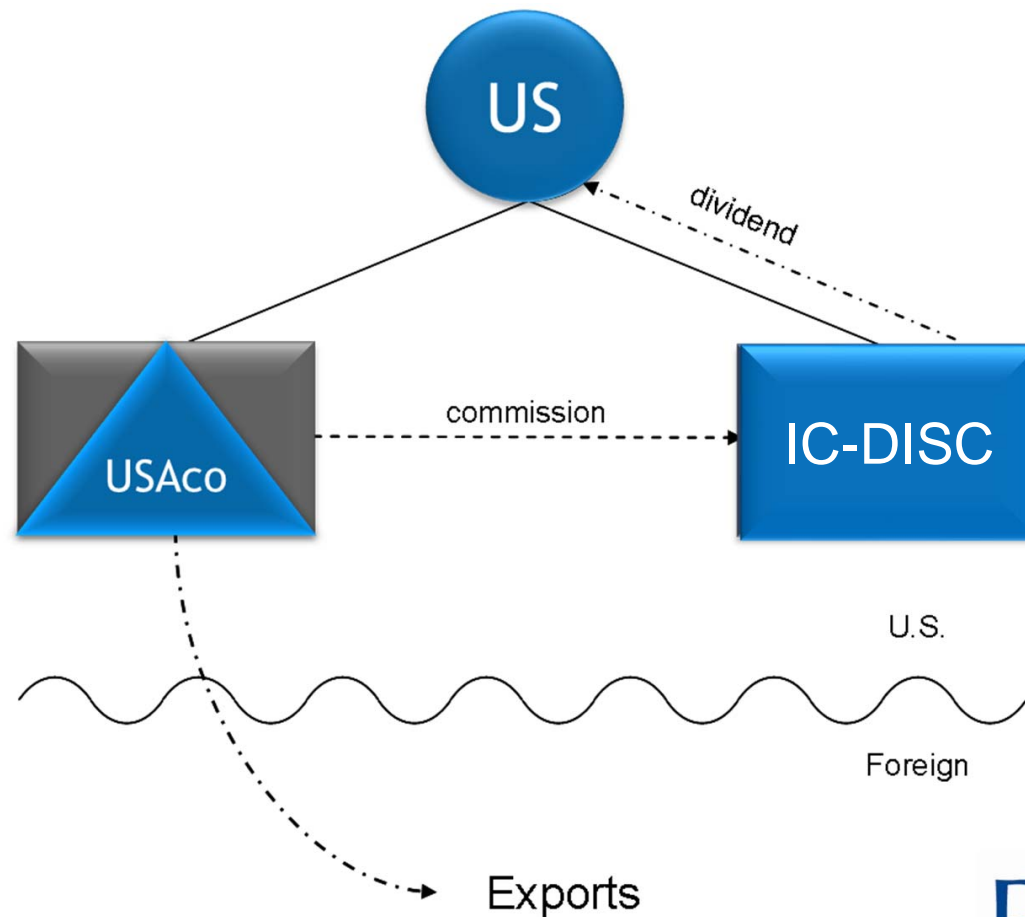 US
dividend
commission
USAco
IC-DISC
U.S.
Foreign
Exports